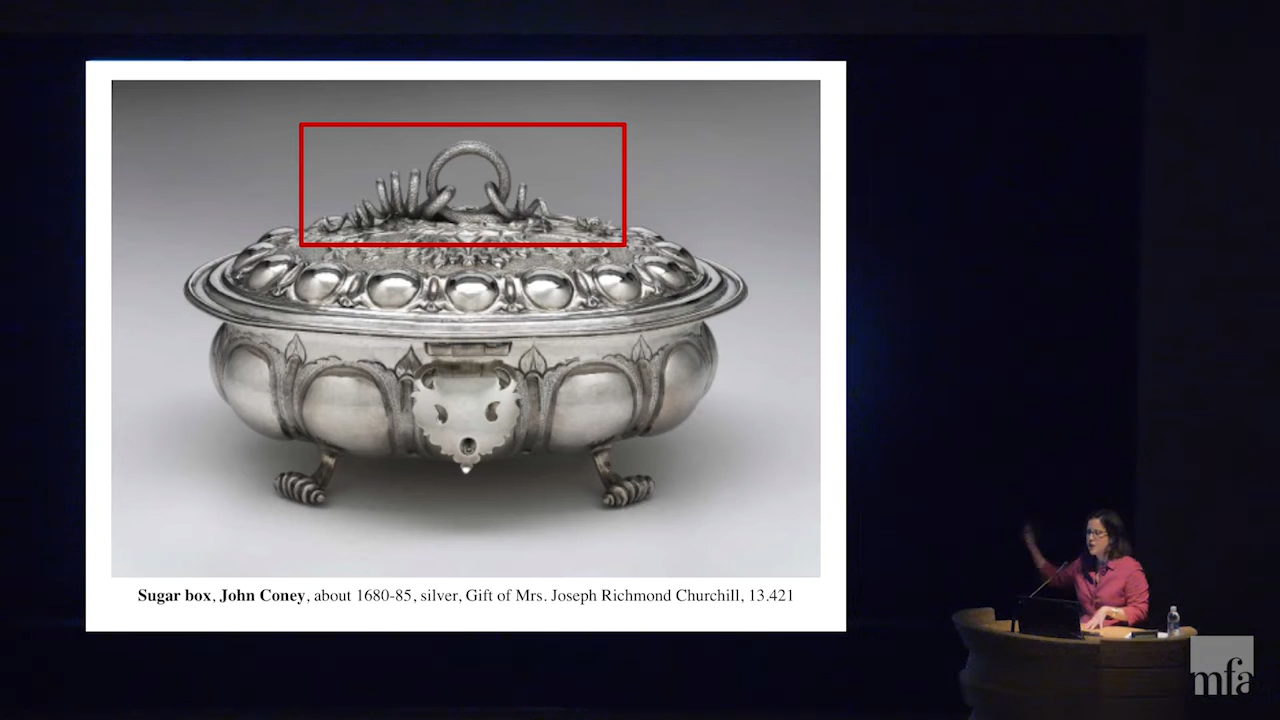 Sugar box, John Coney, about 1680-85, silver, Gift of Mrs. Joseph Richmond Churchill, 13.421
mfa